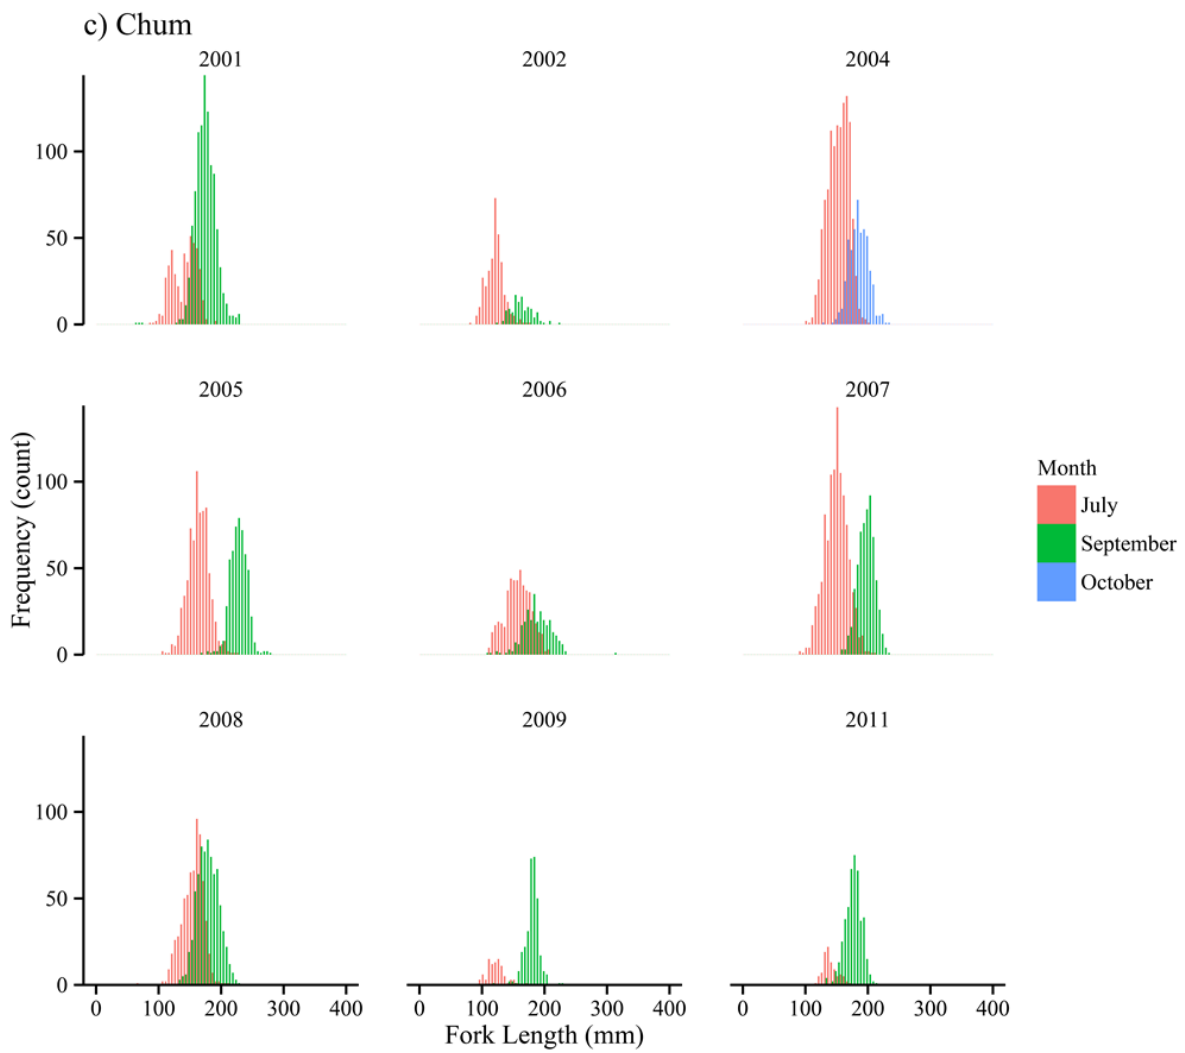 c) Chum
2001 2002 2004
100
50
0
2005 2006 2007
Frequency (count)
100
50
0
Month
July
September
October
2008 2009 2011
100
50
0
0 100 200 300 400 0 100 200 300 400 0 100 200 300 400
Fork Length (mm)